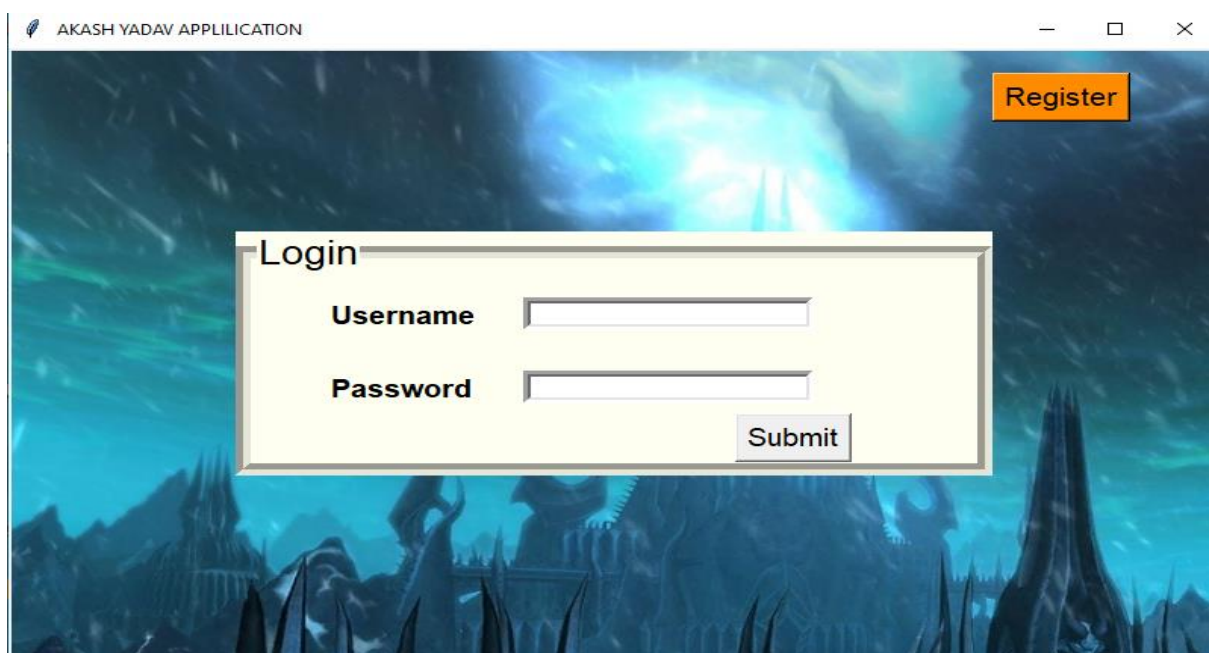 AKASH YADAV APPLILICATION
Register
Login
Username
Password
Submit